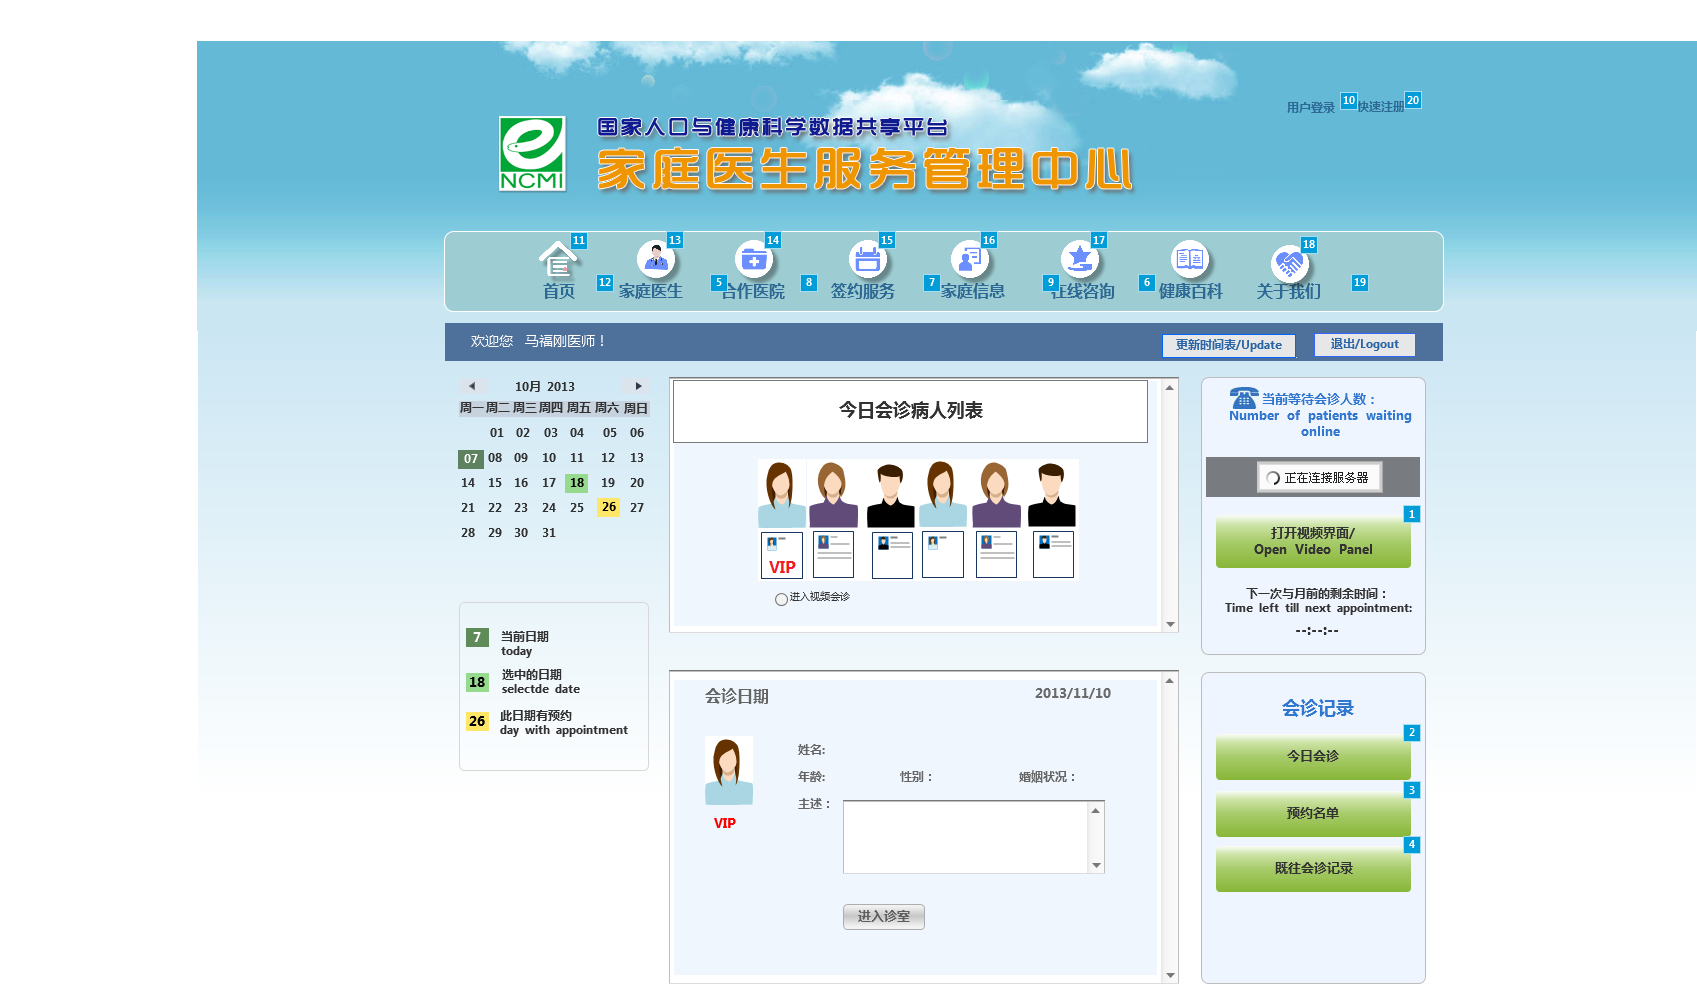 用户登录 10 快速注册 20
国家人口与健康科学数据共享平台
家庭医生服务管理中心
NCMI
11 13 14 15 16 17 18
首页 12 家庭医生 5 合作医院 8 签约服务 7 家庭信息 9 在线咨询 6 健康百科 关于我们 19
欢迎您 马福刚医师！
更新时间表/Update 退出/Logout
10月 2013
周一 周二 周三 周四 周五 周六 周日
01 02 03 04 05 06
07 08 09 10 11 12 13
14 15 16 17 18 19 20
21 22 23 24 25 26 27
28 29 30 31
7 当前日期
today
18 选中的日期
selectde date
26 此日期有预约
day with appointment
今日会诊病人列表
VIP
进入视频会诊
会诊日期 2013/11/10
姓名:
年龄: 性别： 婚姻状况：
主述：
VIP
进入诊室
当前等待会诊人数：
Number of patients waiting
online
正在连接服务器
1
打开视频界面/
Open Video Panel
下一次与月前的剩余时间：
Time left till next appointment:
--:--:--
会诊记录
2
今日会诊
3
预约名单
4
既往会诊记录